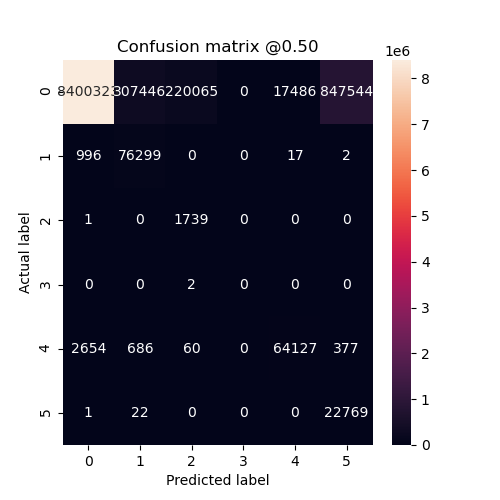 Confusion matrix @0.50
1e6
0 8400323 307446 220065 0 17486 847544
1 996 76299 0 0 17 2
2 1 0 1739 0 0 0
3 0 0 2 0 0 0
4 2654 686 60 0 64127 377
5 1 22 0 0 0 22769
0 1 2 3 4 5
Predicted label
Actual label
8
7
6
5
4
3
2
1
0